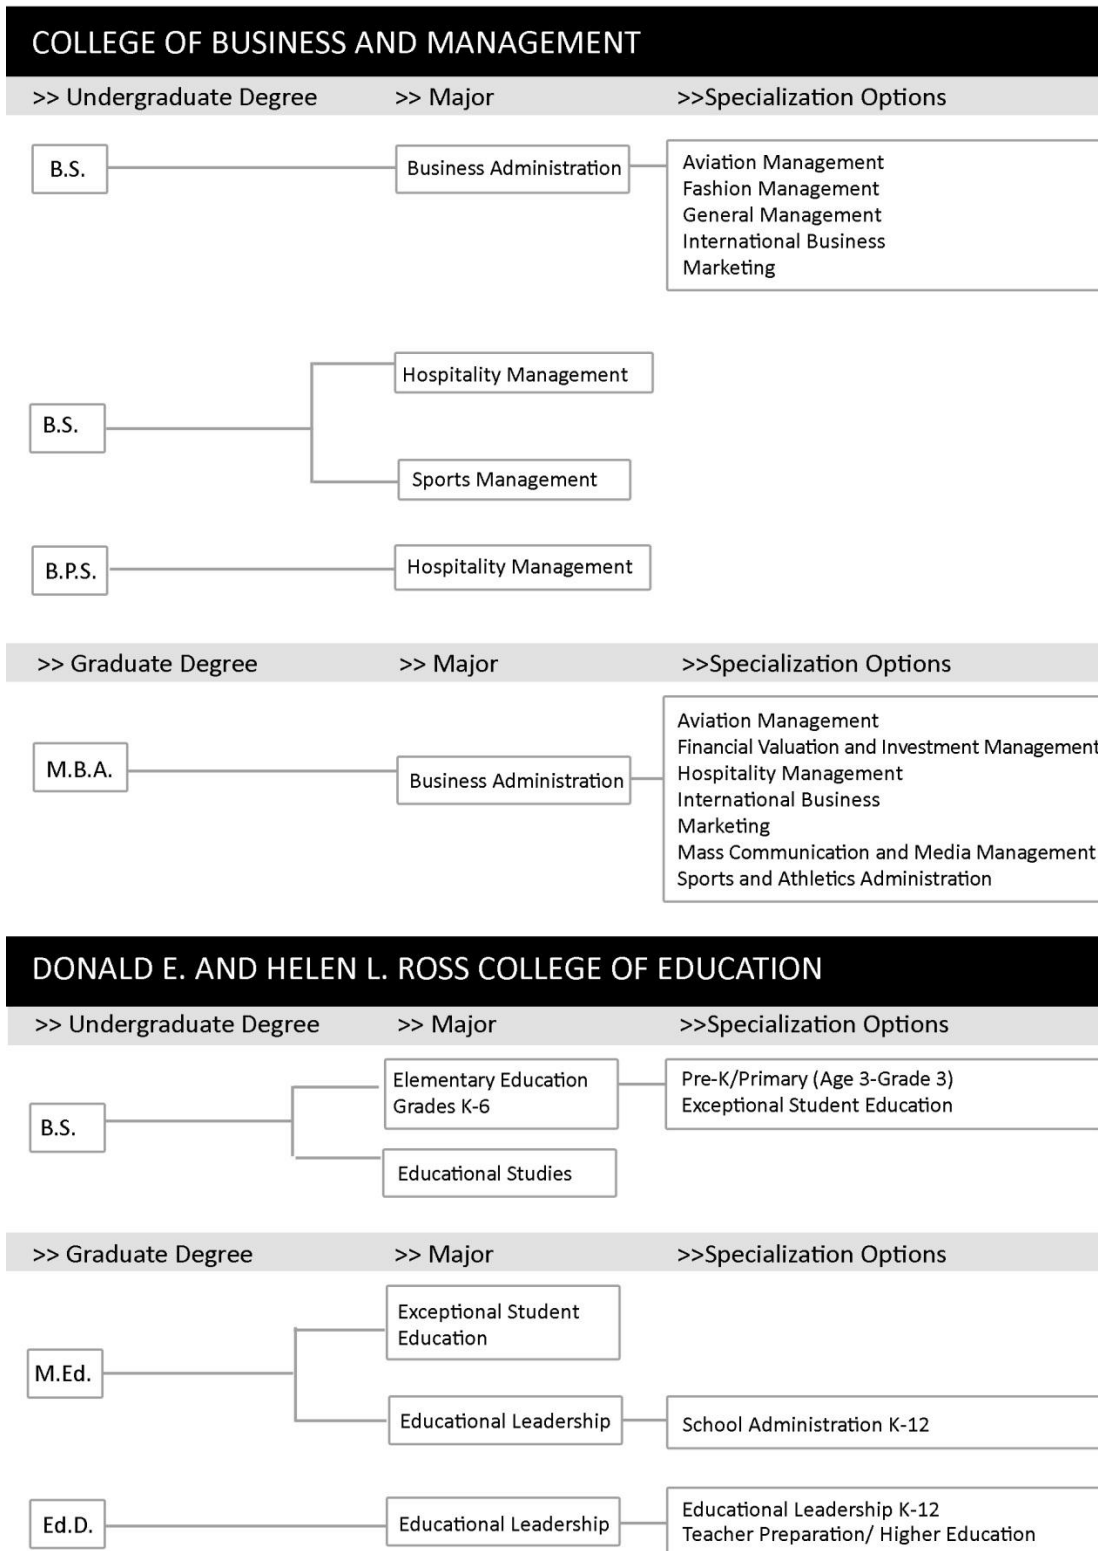 COLLEGE OF BUSINESS AND MANAGEMENT
>> Undergraduate Degree >> Major >>Specialization Options
B.S. Business Administration Aviation Management
Fashion Management
General Management
International Business
Marketing
Hospitality Management
B.S.
Sports Management
B.P.S. Hospitality Management
>> Graduate Degree >> Major >>Specialization Options
M.B.A. Business Administration
Aviation Management
Financial Valuation and Investment Management
Hospitality Management
International Business
Marketing
Mass Communication and Media Management
Sports and Athletics Administration
DONALD E. AND HELEN L. ROSS COLLEGE OF EDUCATION
>> Undergraduate Degree >> Major >>Specialization Options
B.S.
Elementary Education
Grades K-6
Pre-K/Primary (Age 3-Grade 3)
Exceptional Student Education
Educational Studies
>> Graduate Degree >> Major >>Specialization Options
M.Ed.
Exceptional Student
Education
Educational Leadership School Administration K-12
Ed.D. Educational Leadership
Educational Leadership K-12
Teacher Preparation/ Higher Education